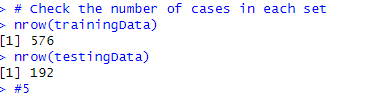 > # Check the number of cases in each set
> nrow(trainingData)
[1] 576
> nrow(testingData)
[1] 192
> #5